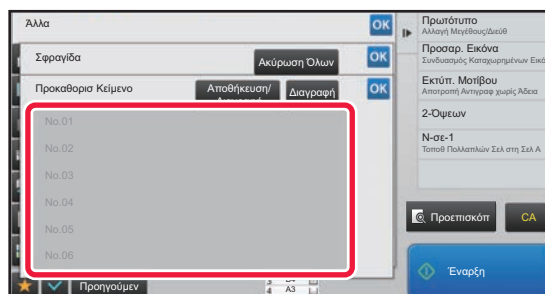 Άλλα
OK
Σφραγίδα
Ακύρωση Όλων
OK
Προκαθορισ Κείμενο
Αποθήκευση/
Διαγραφή
OK
No.01
No.02
No.03
No.04
No.05
No.06
Προηγούμεν
A3
Πρωτότυπο
Αλλαγή Μεγέθους/Διεύθ
Προσαρ. Εικόνα
Συνδυασμός Καταχωρημένων Εικό
Εκτύπ. Μοτίβου
Αποτροπή Αντιγραφ χωρίς Άδεια
2-Όψεων
N-σε-1
Τοποθ Πολλαπλών Σελ στη Σελ Α
Προεπισκόπ
CA
Έναρξη